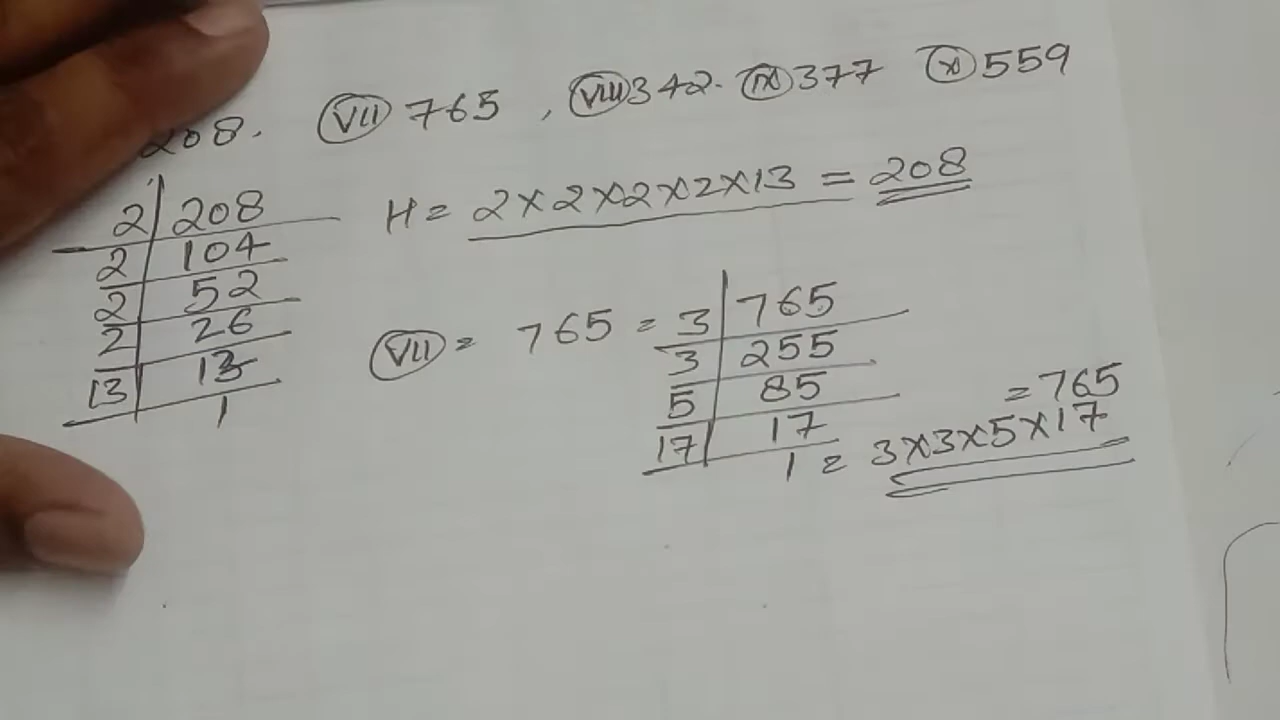 208. VII 765 , VIII 342. IX 377 XI 559
2 208 H = 2×2×2×2×13 = 208
2 104
2 52
2 26
13 13
1
VII = 765 = 3 765
3 255
5 85 = 765
17 17
1 = 3×3×5×17